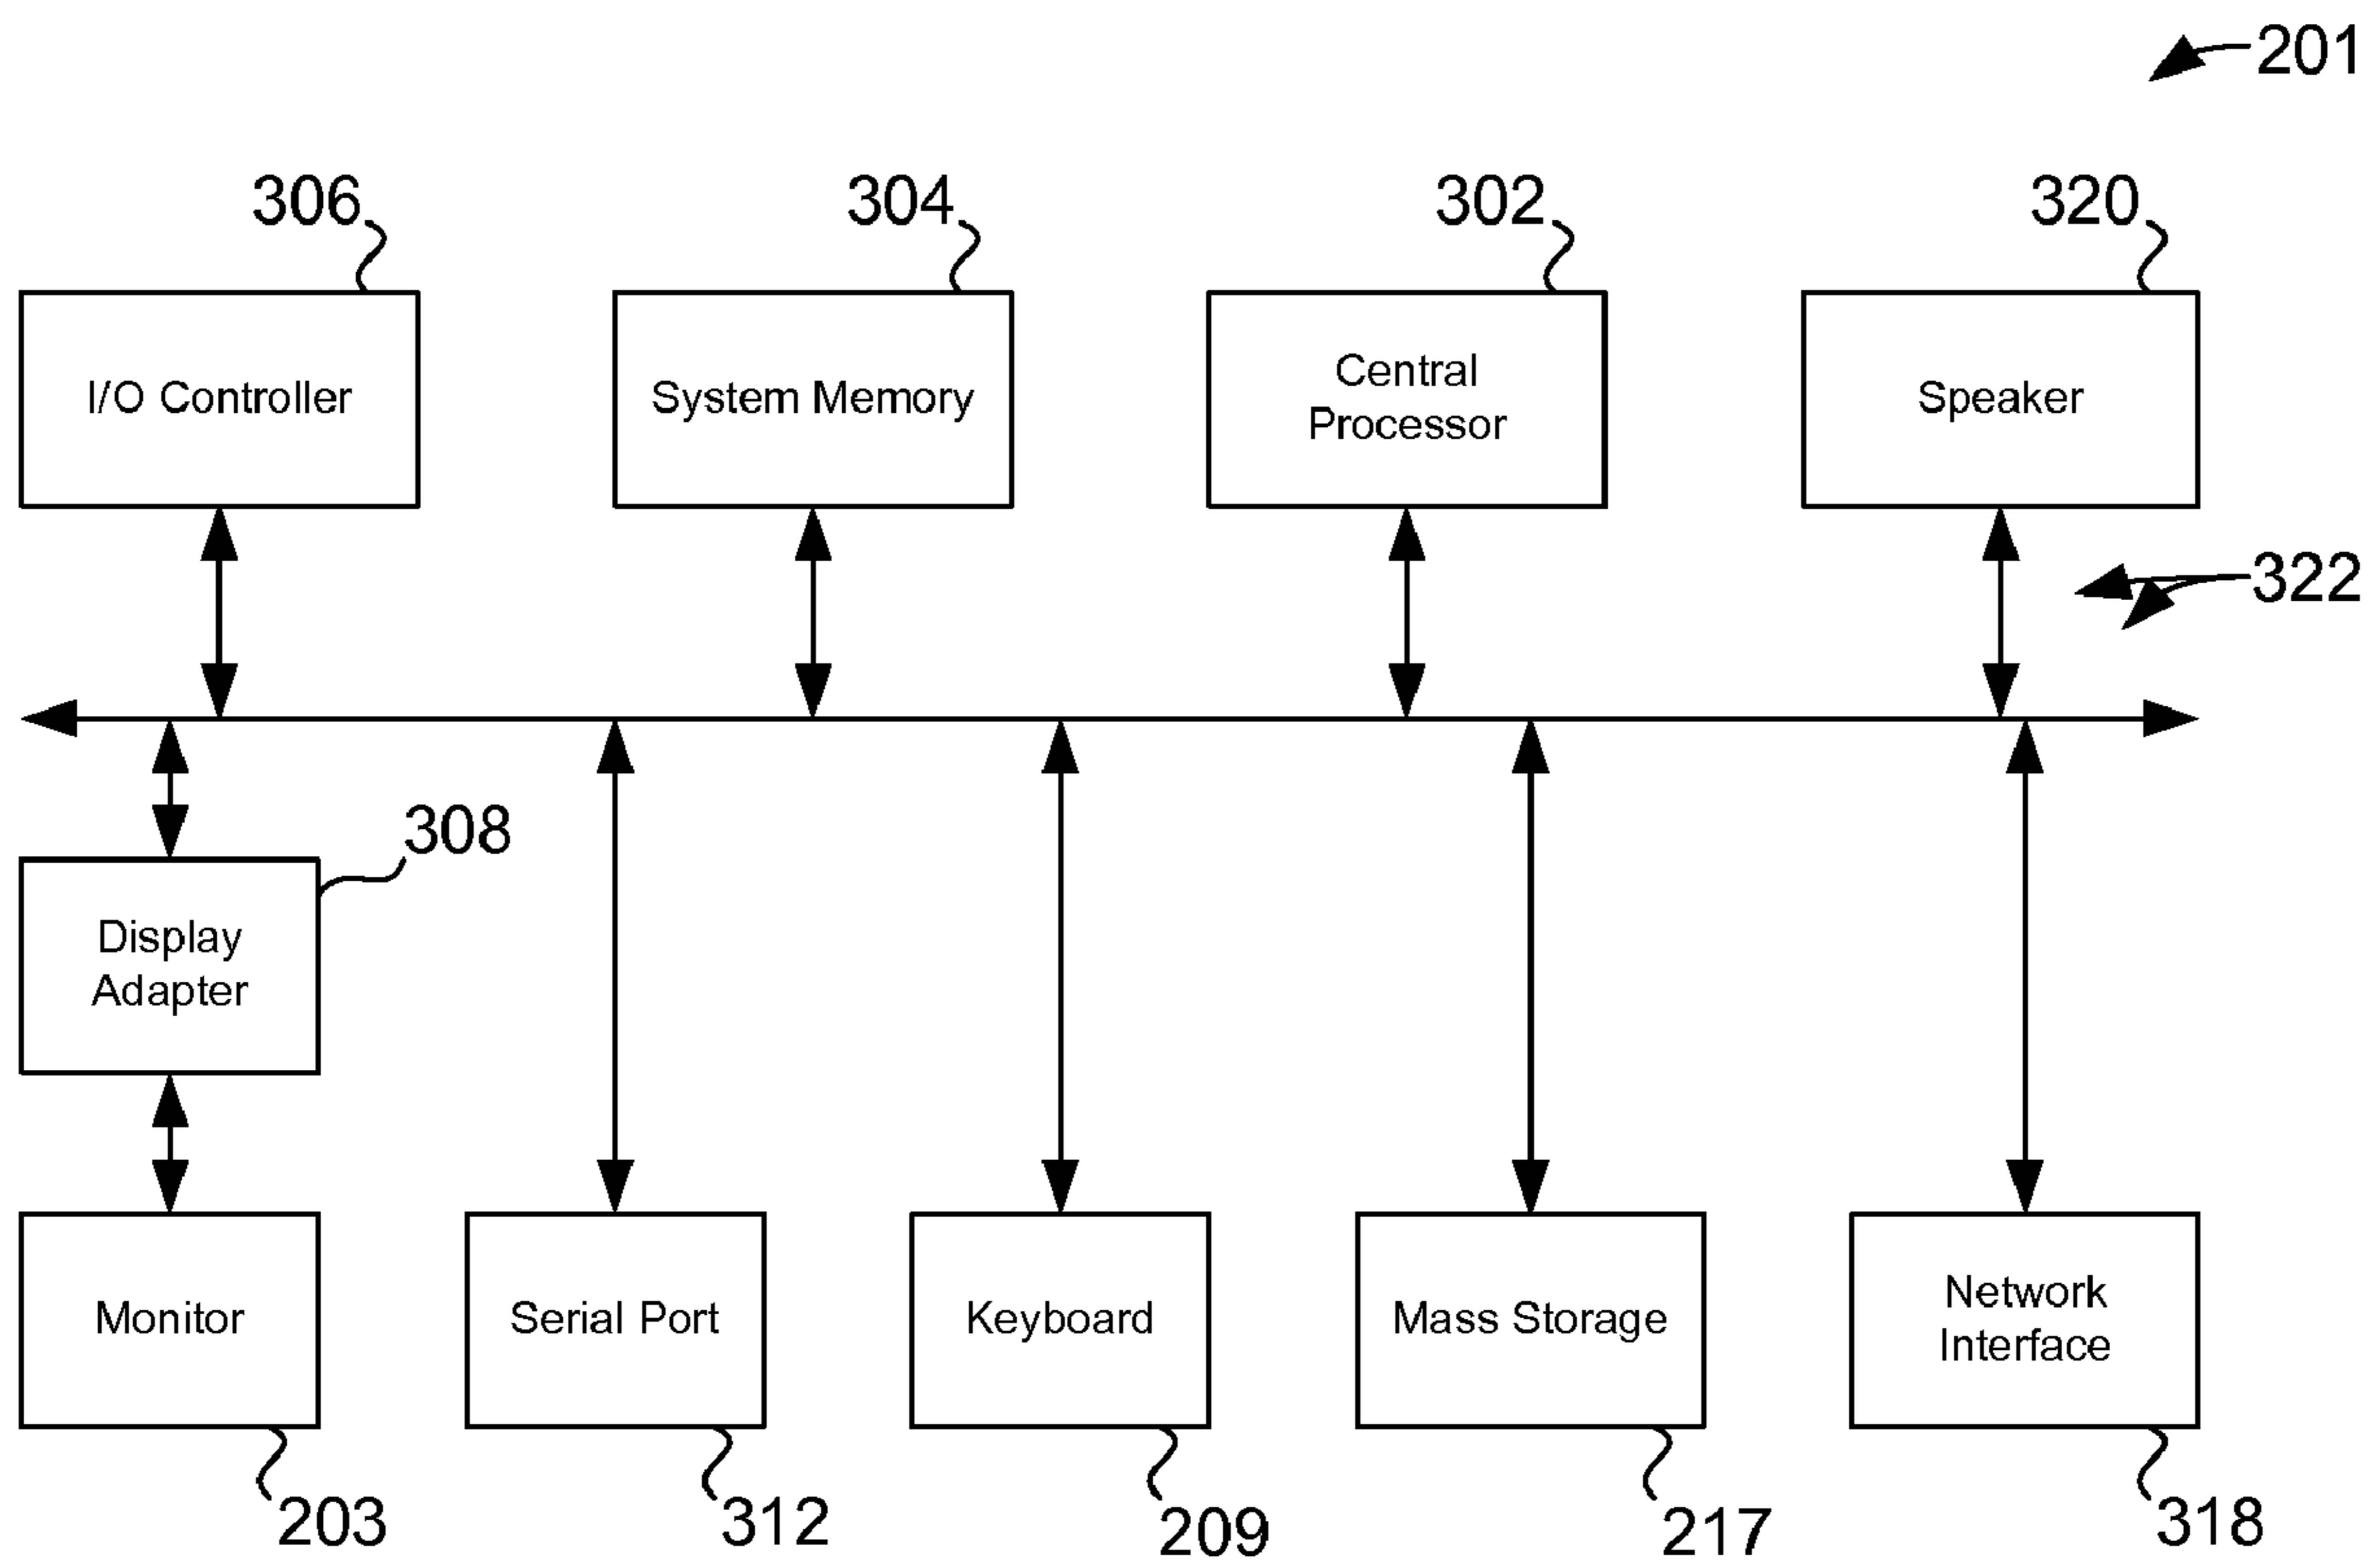 201
306
304
302
320
I/O Controller
System Memory
Central
Processor
Speaker
322
308
Display
Adapter
Monitor
Serial Port
Keyboard
Mass Storage
Network
Interface
203
312
209
217
318